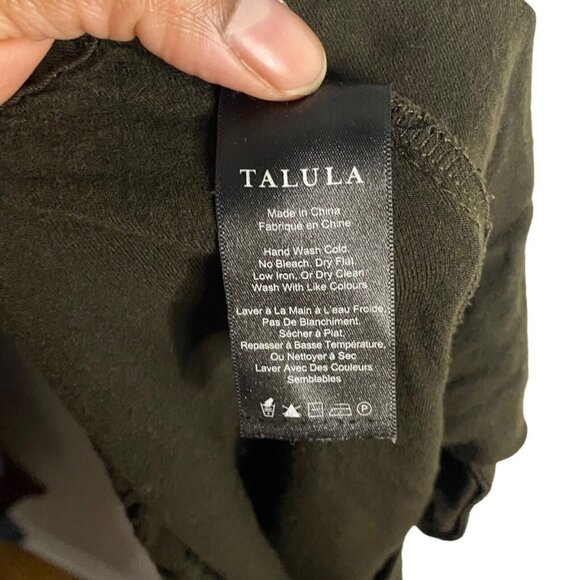 TALULA
Made in China
Fabriqué en Chine
Hand Wash Cold,
No Bleach, Dry Flat,
Low Iron, Or Dry Clean
Wash With Like Colours
Laver à La Main à L'eau Froide,
Pas De Blanchiment,
Sécher à Plat,
Repasser à Basse Température,
Ou Nettoyer à Sec
Laver Avec Des Couleurs
Semblables
P